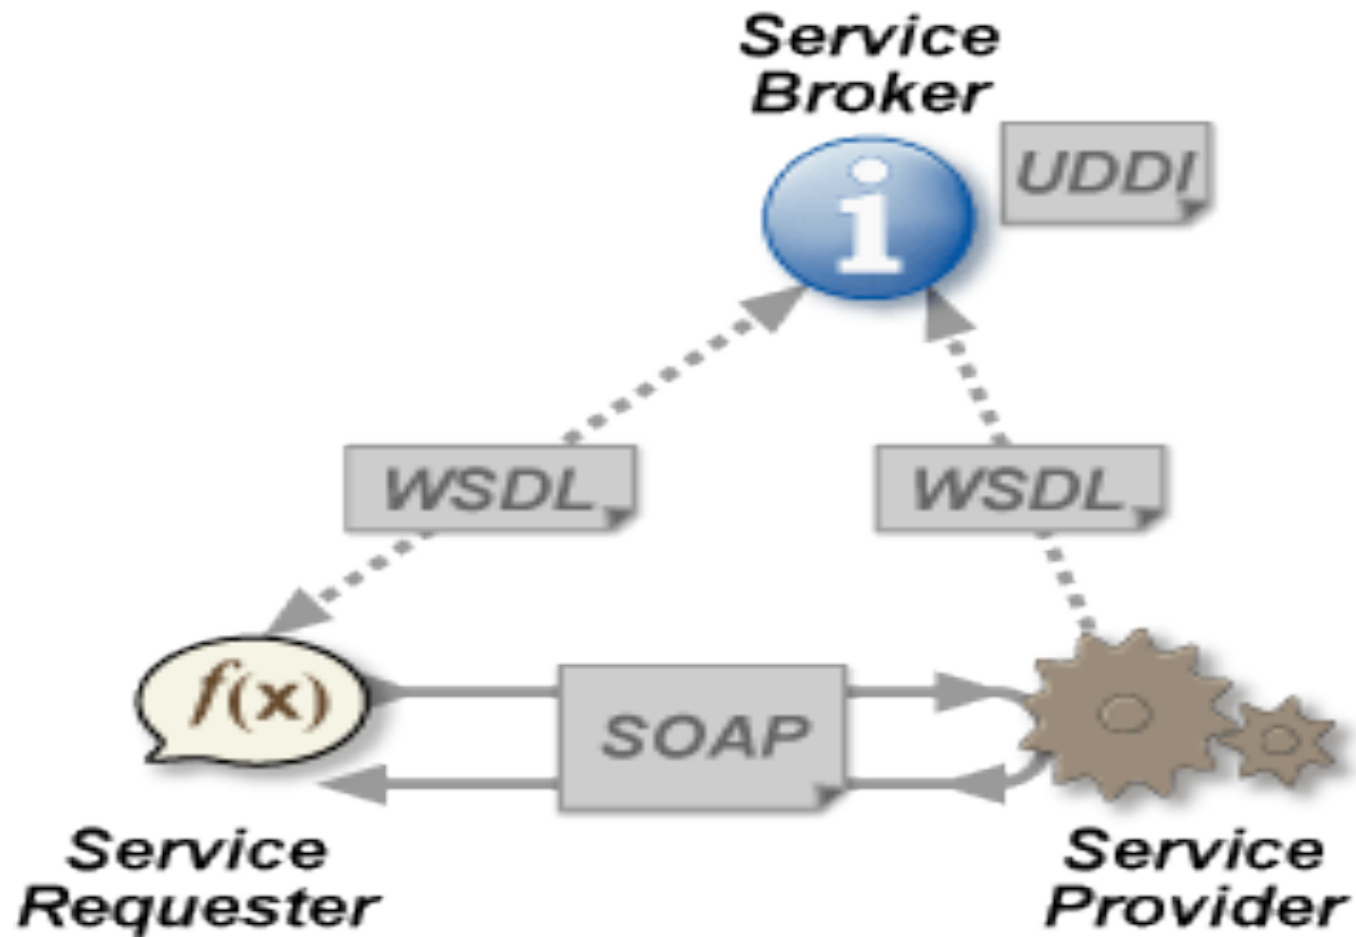 Service
Broker
UDDI
WSDL
WSDL
f(x)
SOAP
Service
Requester
Service
Provider